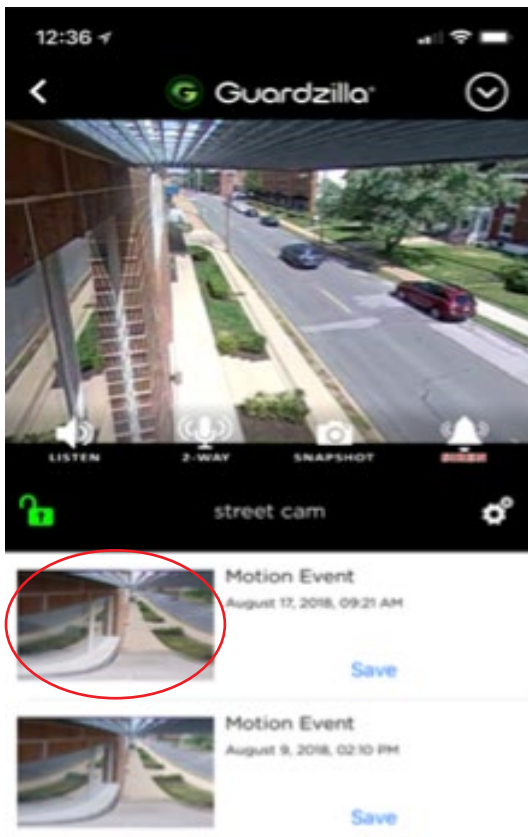 12:36
Guardzilla
LISTEN 2-WAY SNAPSHOT SIREN
street cam
Motion Event
August 17, 2018, 09:21 AM
Save
Motion Event
August 9, 2018, 02:10 PM
Save